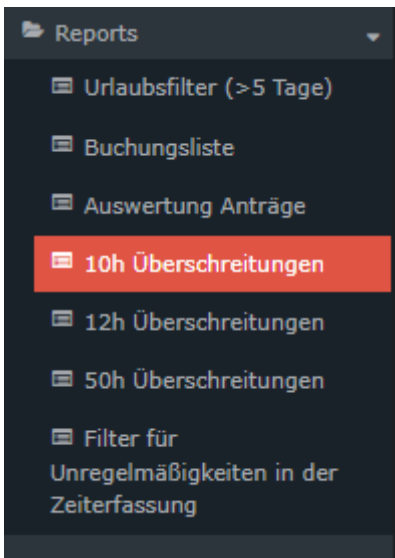 Reports
Urlaubsfilter (>5 Tage)
Buchungsliste
Auswertung Anträge
10h Überschreitungen
12h Überschreitungen
50h Überschreitungen
Filter für
Unregelmäßigkeiten in der
Zeiterfassung